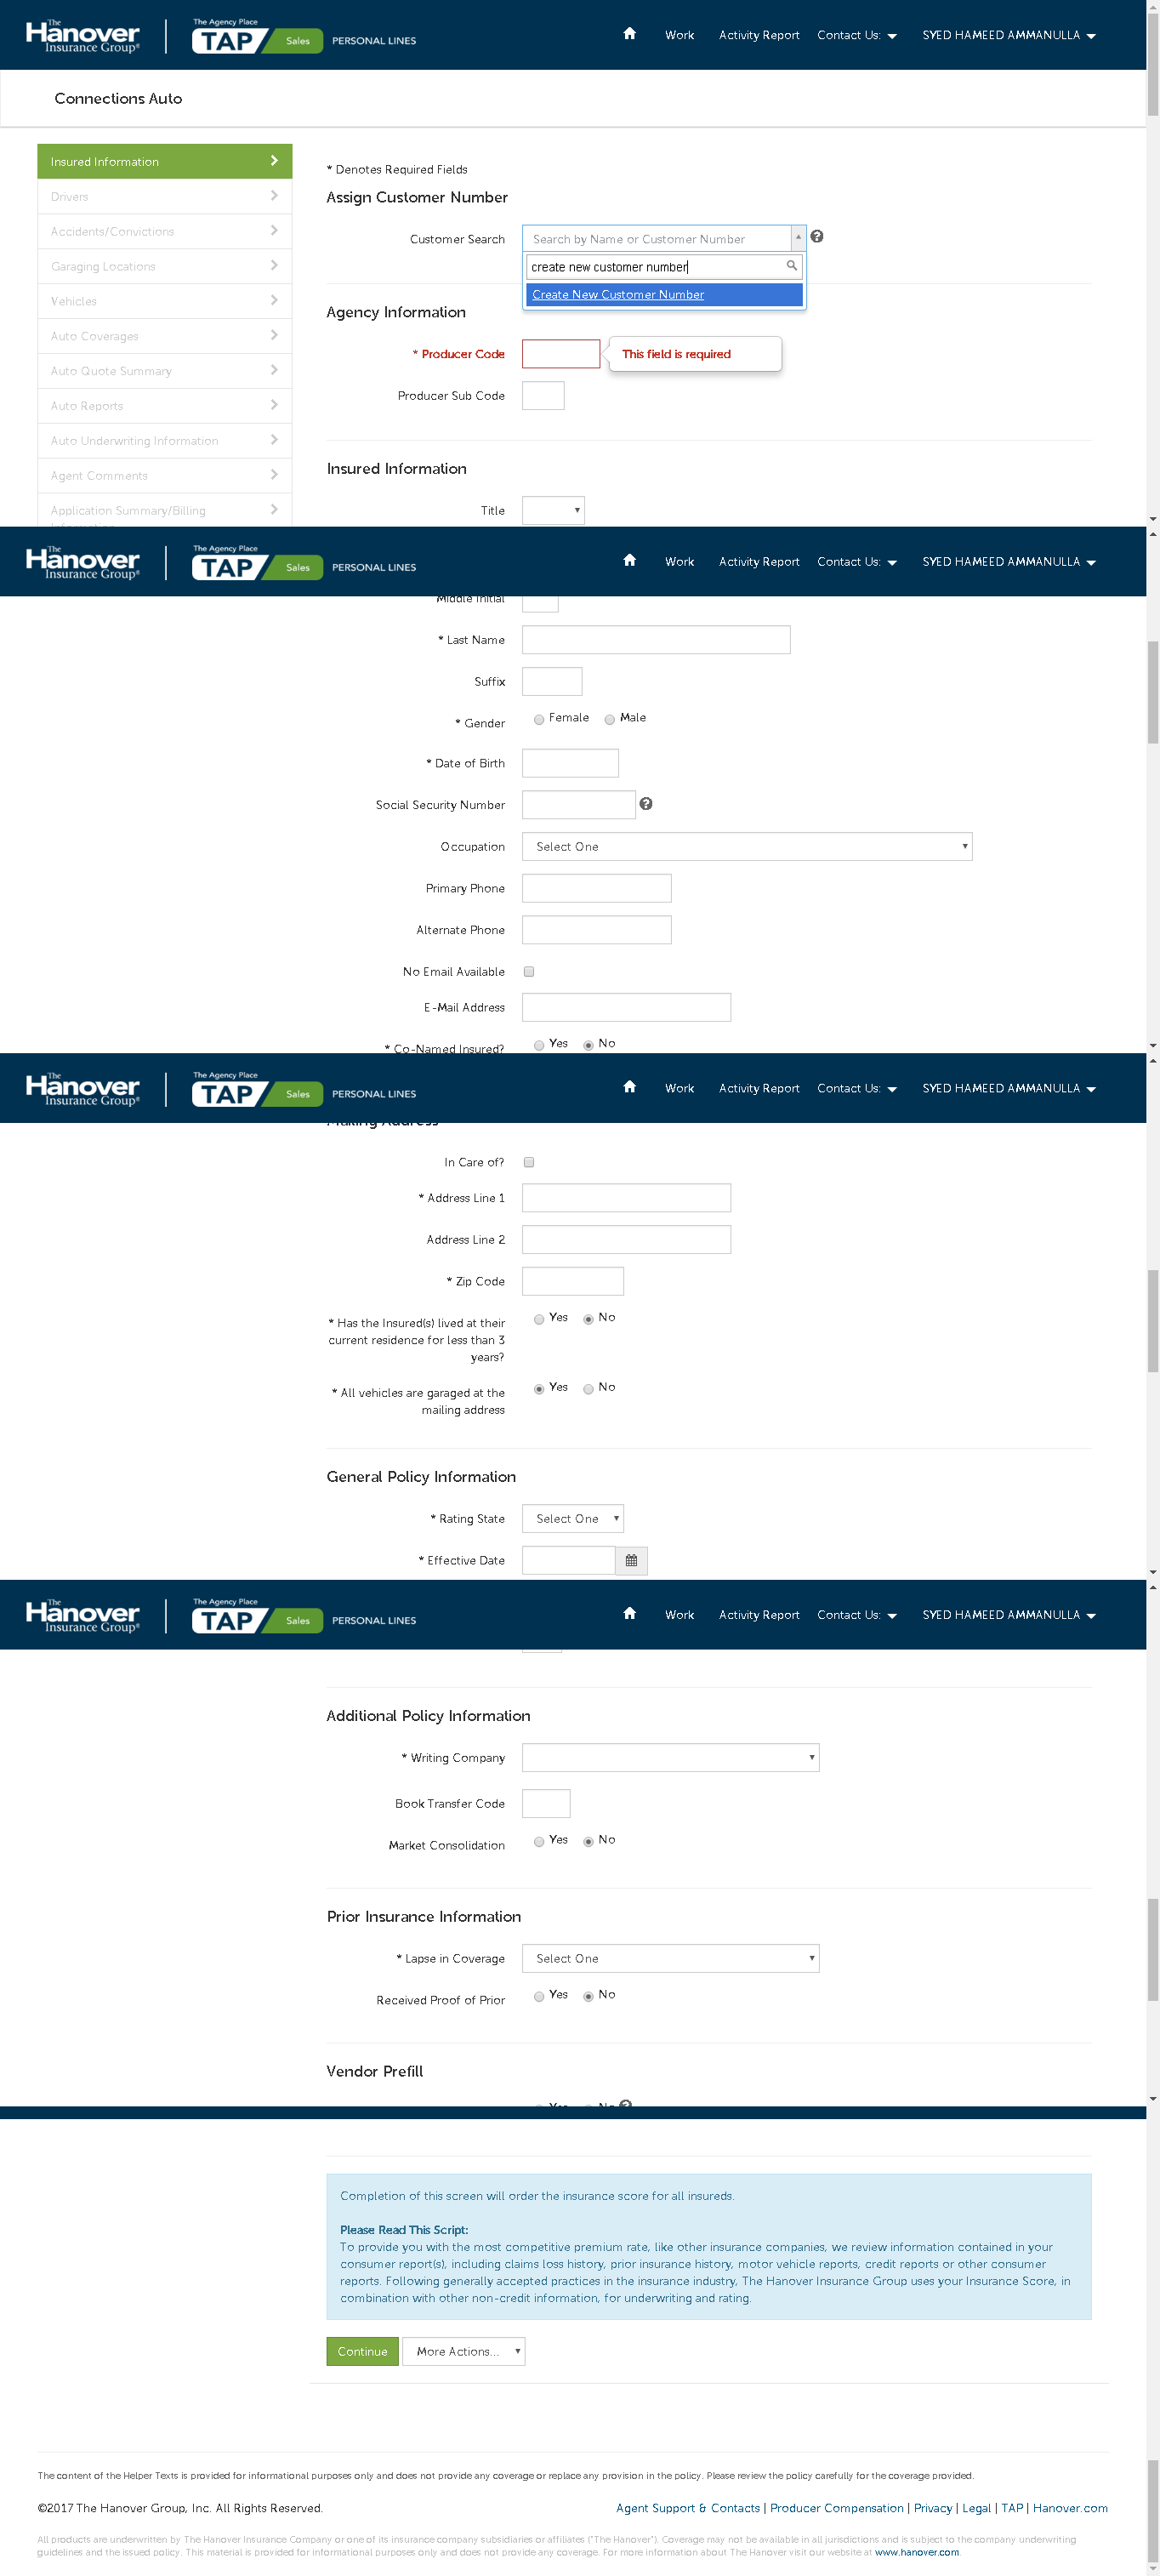 The
Hanover
Insurance Group®
The Agency Place
TAP Sales PERSONAL LINES
Work Activity Report Contact Us: SYED HAMEED AMMANULLA
Connections Auto
Insured Information
Drivers
Accidents/Convictions
Garaging Locations
Vehicles
Auto Coverages
Auto Quote Summary
Auto Reports
Auto Underwriting Information
Agent Comments
Application Summary/Billing
Information
* Denotes Required Fields
Assign Customer Number
Customer Search Search by Name or Customer Number
create new customer number
Create New Customer Number
Agency Information
* Producer Code This field is required
Producer Sub Code
Insured Information
Title
The
Hanover
Insurance Group®
The Agency Place
TAP Sales PERSONAL LINES
Work Activity Report Contact Us: SYED HAMEED AMMANULLA
Middle Initial
* Last Name
Suffix
* Gender Female Male
* Date of Birth
Social Security Number
Occupation Select One
Primary Phone
Alternate Phone
No Email Available
E-Mail Address
* Co-Named Insured? Yes No
The
Hanover
Insurance Group®
The Agency Place
TAP Sales PERSONAL LINES
Work Activity Report Contact Us: SYED HAMEED AMMANULLA
Mailing Address
In Care of?
* Address Line 1
Address Line 2
* Zip Code
* Has the Insured(s) lived at their Yes No
current residence for less than 3
years?
* All vehicles are garaged at the Yes No
mailing address
General Policy Information
* Rating State Select One
* Effective Date
The
Hanover
Insurance Group®
The Agency Place
TAP Sales PERSONAL LINES
Work Activity Report Contact Us: SYED HAMEED AMMANULLA
Additional Policy Information
* Writing Company
Book Transfer Code
Market Consolidation Yes No
Prior Insurance Information
* Lapse in Coverage Select One
Received Proof of Prior Yes No
Vendor Prefill
Yes No
Completion of this screen will order the insurance score for all insureds.
Please Read This Script:
To provide you with the most competitive premium rate, like other insurance companies, we review information contained in your
consumer report(s), including claims loss history, prior insurance history, motor vehicle reports, credit reports or other consumer
reports. Following generally accepted practices in the insurance industry, The Hanover Insurance Group uses your Insurance Score, in
combination with other non-credit information, for underwriting and rating.
Continue More Actions...
The content of the Helper Texts is provided for informational purposes only and does not provide any coverage or replace any provision in the policy. Please review the policy carefully for the coverage provided.
©2017 The Hanover Group, Inc. All Rights Reserved. Agent Support & Contacts | Producer Compensation | Privacy | Legal | TAP | Hanover.com
All products are underwritten by The Hanover Insurance Company or one of its insurance company subsidiaries or affiliates ("The Hanover"). Coverage may not be available in all jurisdictions and is subject to the company underwriting
guidelines and the issued policy. This material is provided for informational purposes only and does not provide any coverage. For more information about The Hanover visit our website at www.hanover.com.